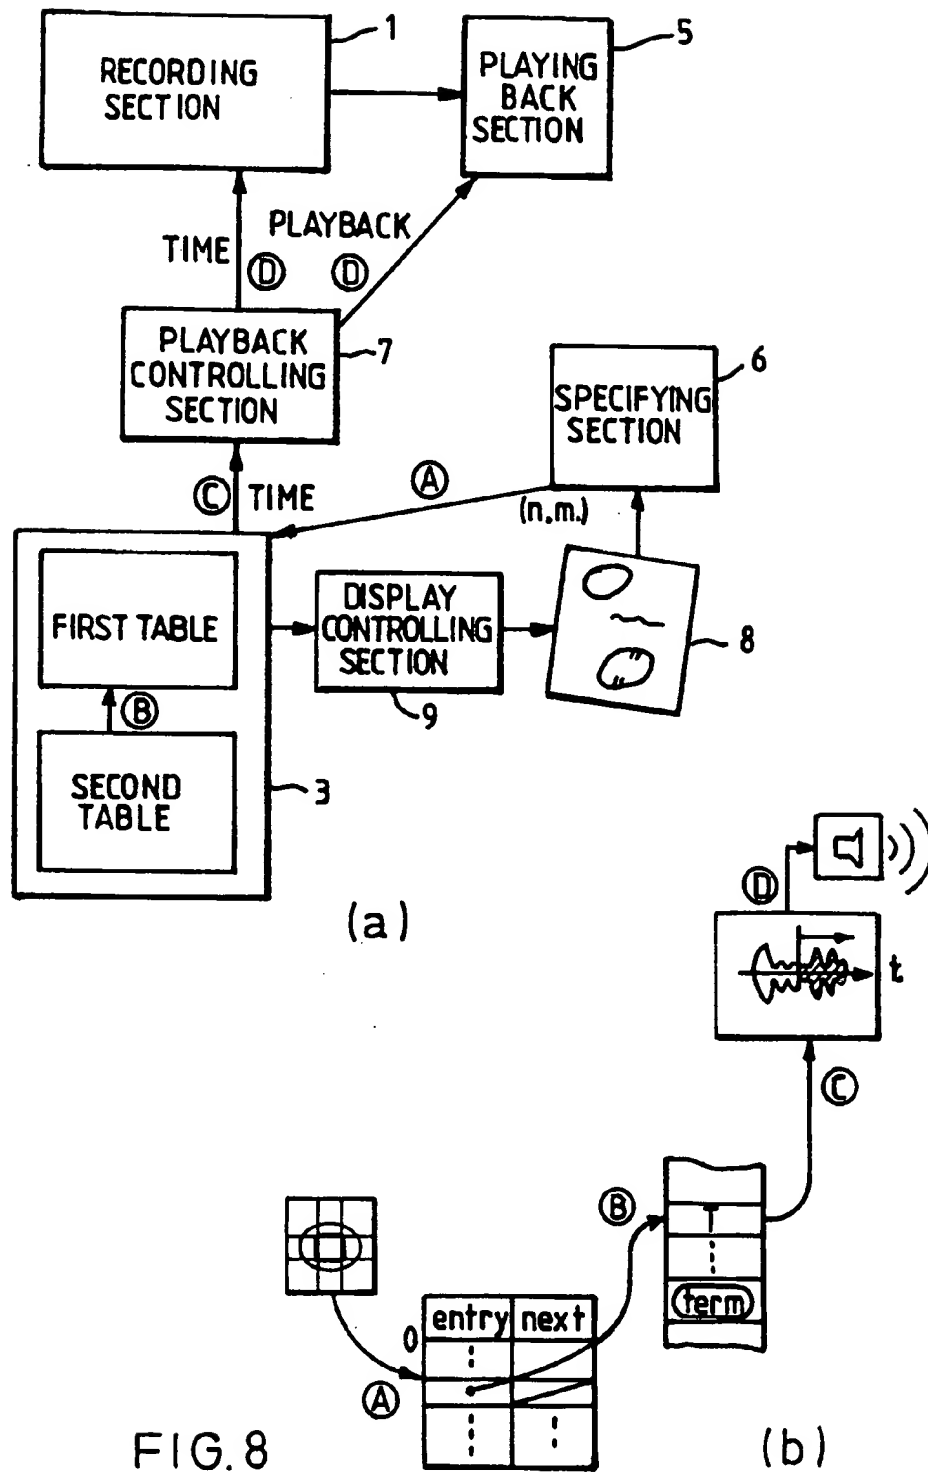 1
RECORDING
SECTION
5
PLAYING
BACK
SECTION
TIME
D
PLAYBACK
D
PLAYBACK
CONTROLLING
SECTION
7
6
SPECIFYING
SECTION
C TIME
A
(n,m.)
FIRST TABLE
DISPLAY
CONTROLLING
SECTION
8
9
B
SECOND
TABLE
3
(a)
D
t
C
B
T
term
entry next
0
A
FIG.8
(b)